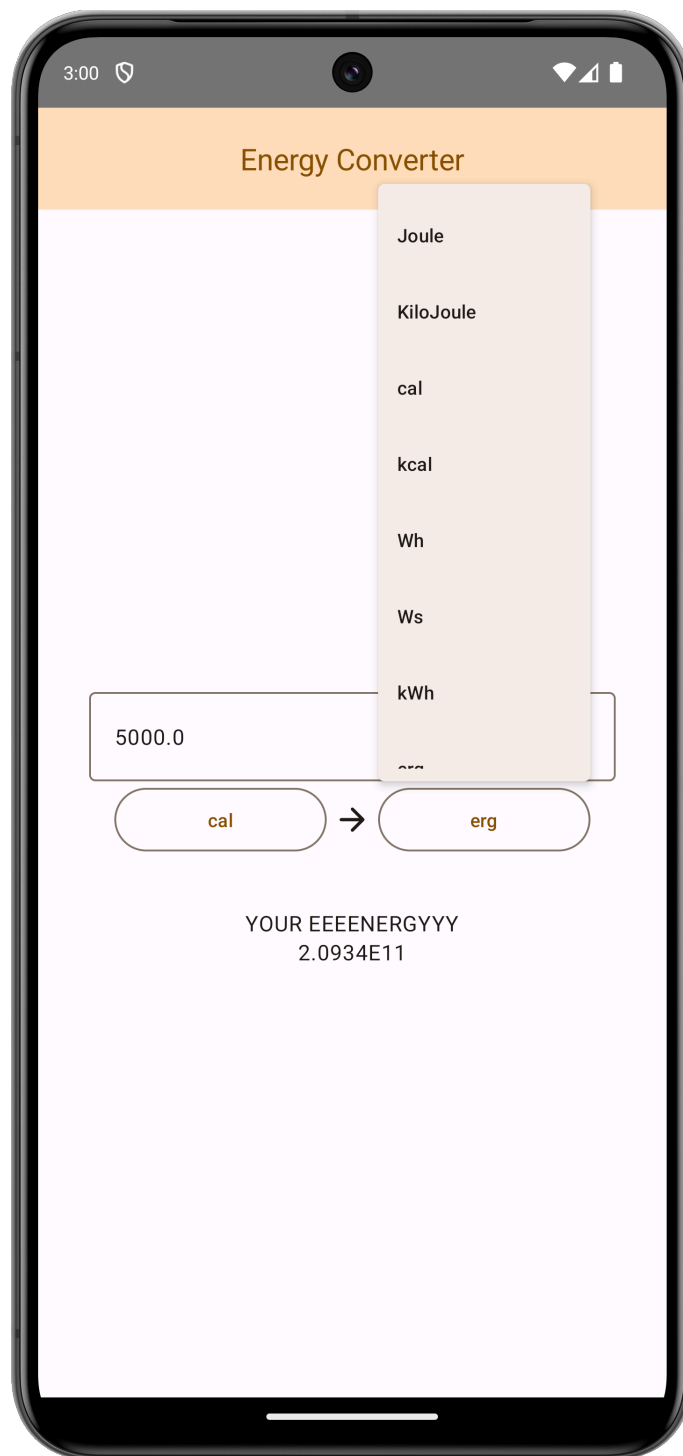 3:00
Energy Converter
Joule
KiloJoule
cal
kcal
Wh
Ws
kWh
erg
5000.0
cal
erg
YOUR EEEENERGYYY
2.0934E11